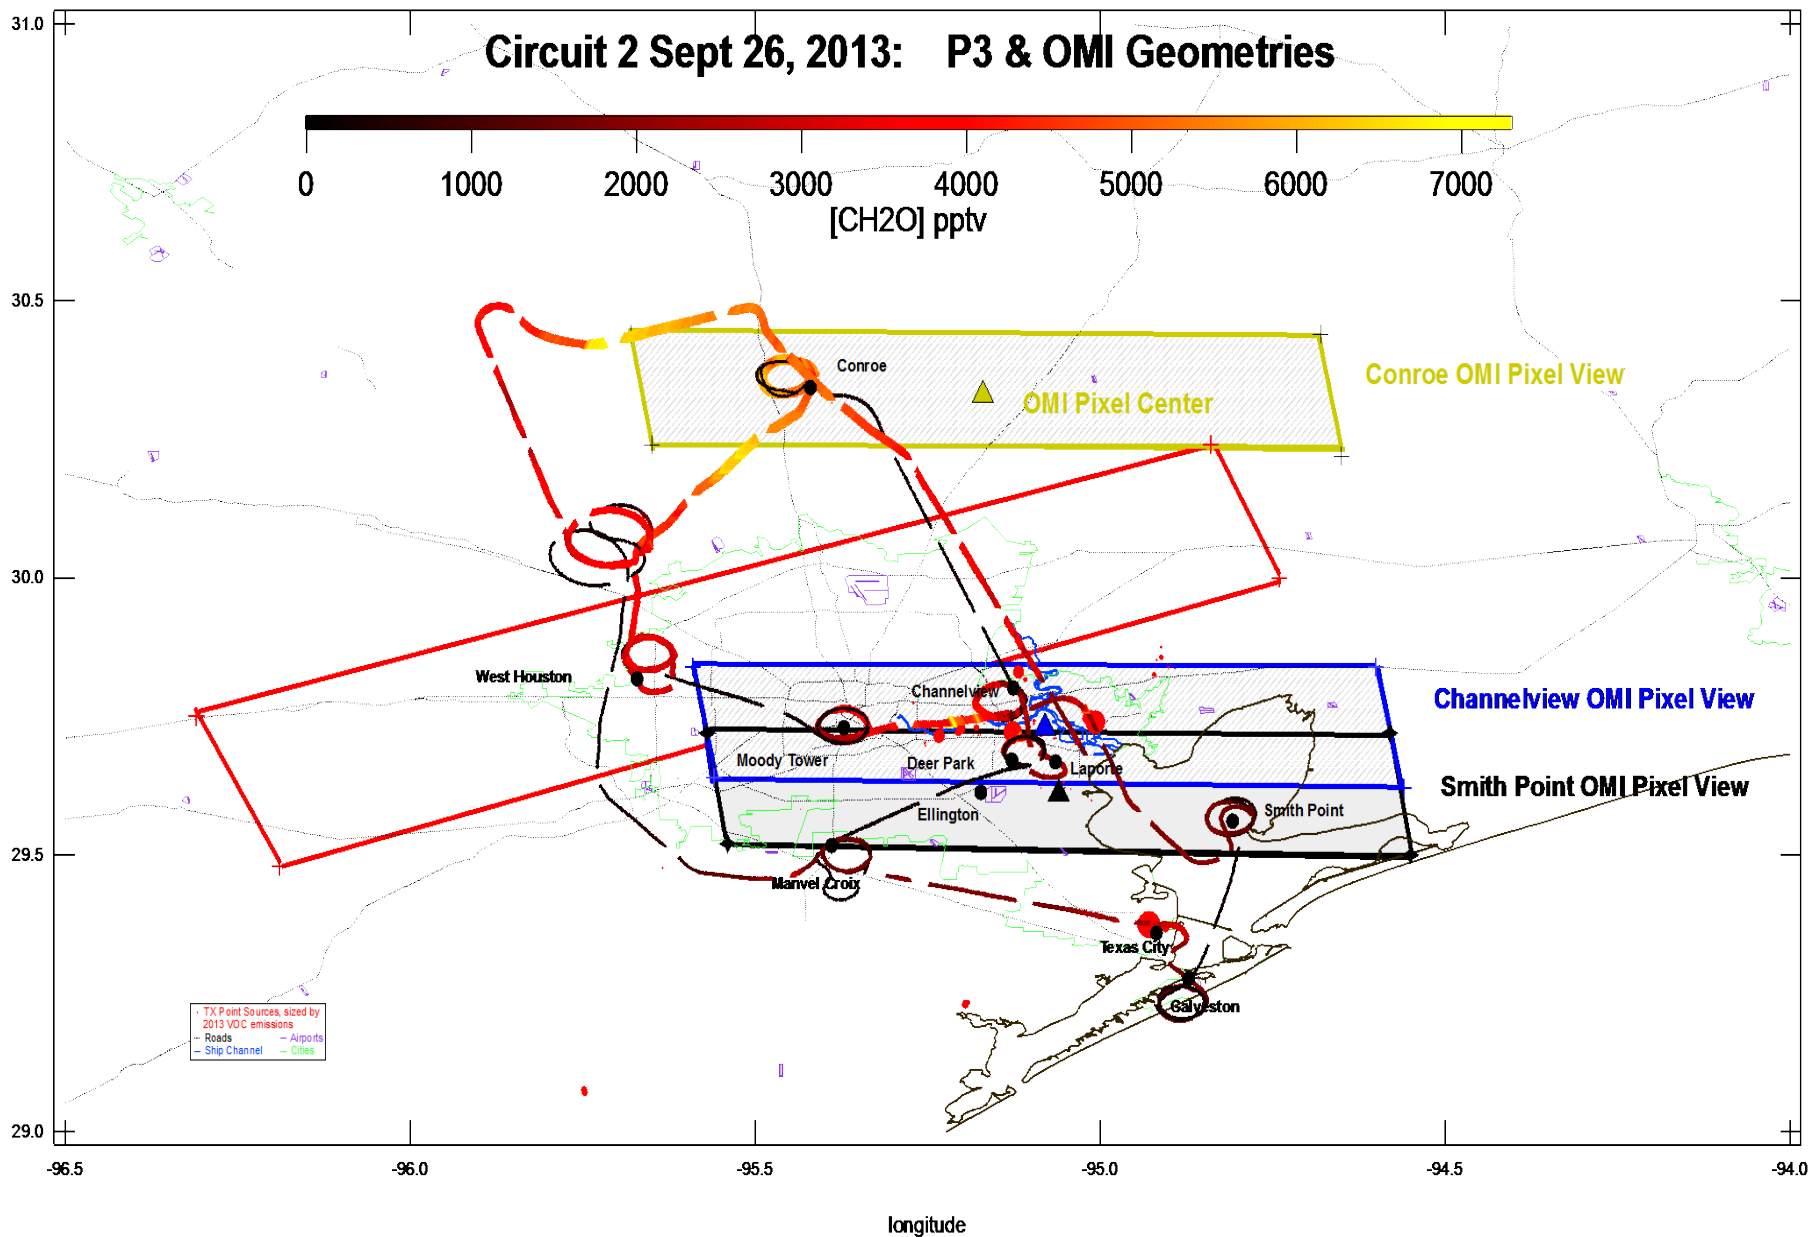 31.0
Circuit 2 Sept 26, 2013: P3 & OMI Geometries
0 1000 2000 3000 4000 5000 6000 7000
[CH2O] pptv
30.5
Conroe
Conroe OMI Pixel View
OMI Pixel Center
30.0
West Houston
Channelview
Channelview OMI Pixel View
Moody Tower
Deer Park
Laporte
Smith Point OMI Pixel View
Ellington
Smith Point
29.5
Manvel Croix
Texas City
Galveston
TX Point Sources, sized by
2013 VOC emissions
Roads
Airports
Ship Channel
Cities
29.0
-96.5 -96.0 -95.5 -95.0 -94.5 -94.0
longitude